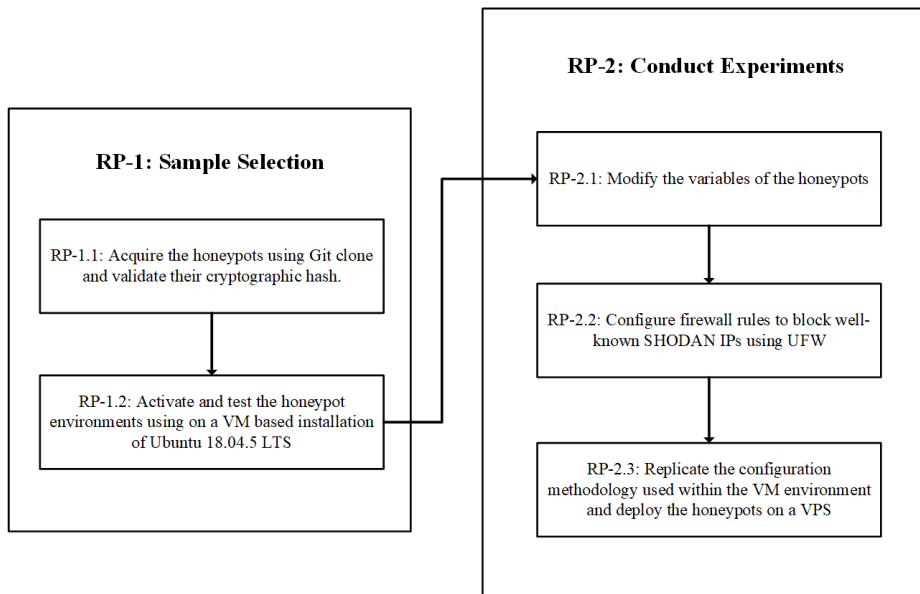 RP-1: Sample Selection
RP-1.1: Acquire the honeypots using Git clone
and validate their cryptographic hash.
RP-1.2: Activate and test the honeypot
environments using on a VM based installation
of Ubuntu 18.04.5 LTS
RP-2: Conduct Experiments
RP-2.1: Modify the variables of the honeypots
RP-2.2: Configure firewall rules to block well-
known SHODAN IPs using UFW
RP-2.3: Replicate the configuration
methodology used within the VM environment
and deploy the honeypots on a VPS